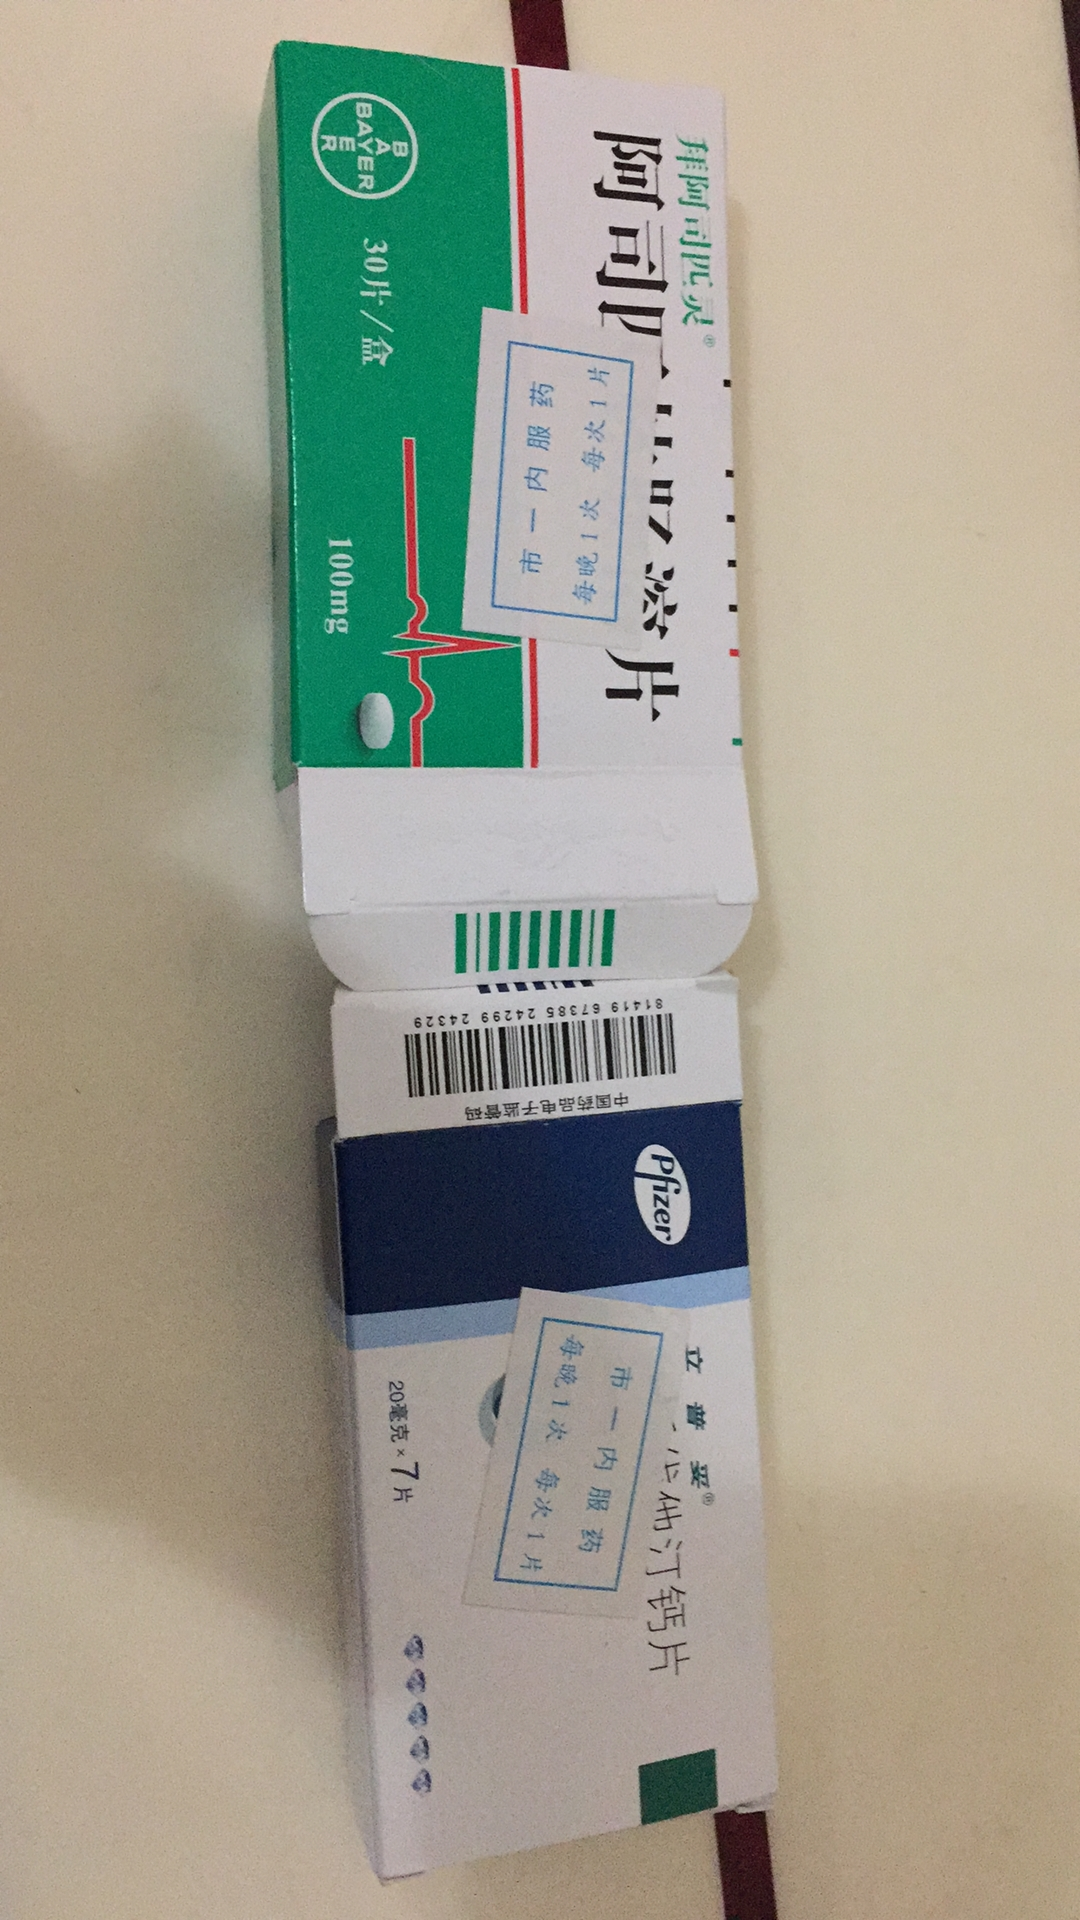 拜阿司匹灵®
阿司匹
片
BAYER
BAYER
30片/盒
100mg
市一内服药
每晚1次 每次1片
81419 67385 24299 24329
中国药品电子监管码
Pfizer
立普妥®
伐他汀钙片
20毫克×7片
市一内服药
每晚1次 每次1片